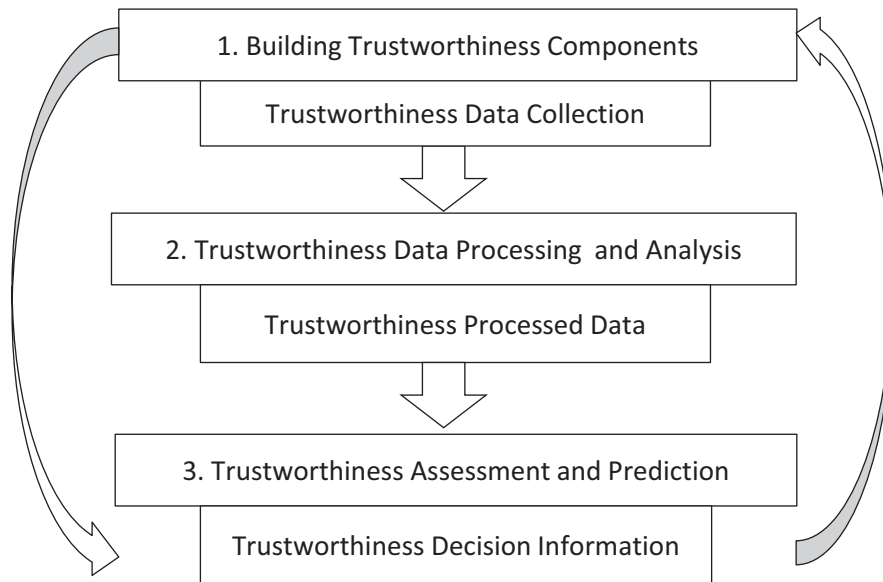 1. Building Trustworthiness Components
Trustworthiness Data Collection
2. Trustworthiness Data Processing  and Analysis
Trustworthiness Processed Data
3. Trustworthiness Assessment and Prediction
Trustworthiness Decision Information